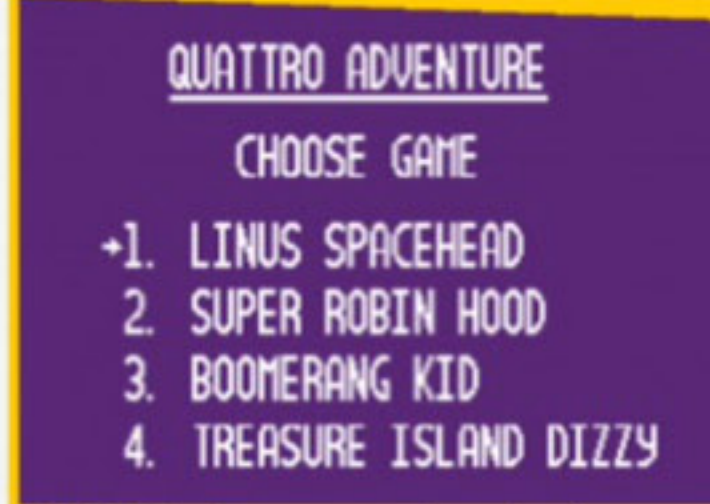 QUATTRO ADVENTURE
CHOOSE GAME
→1. LINUS SPACEHEAD
2. SUPER ROBIN HOOD
3. BOOMERANG KID
4. TREASURE ISLAND DIZZY